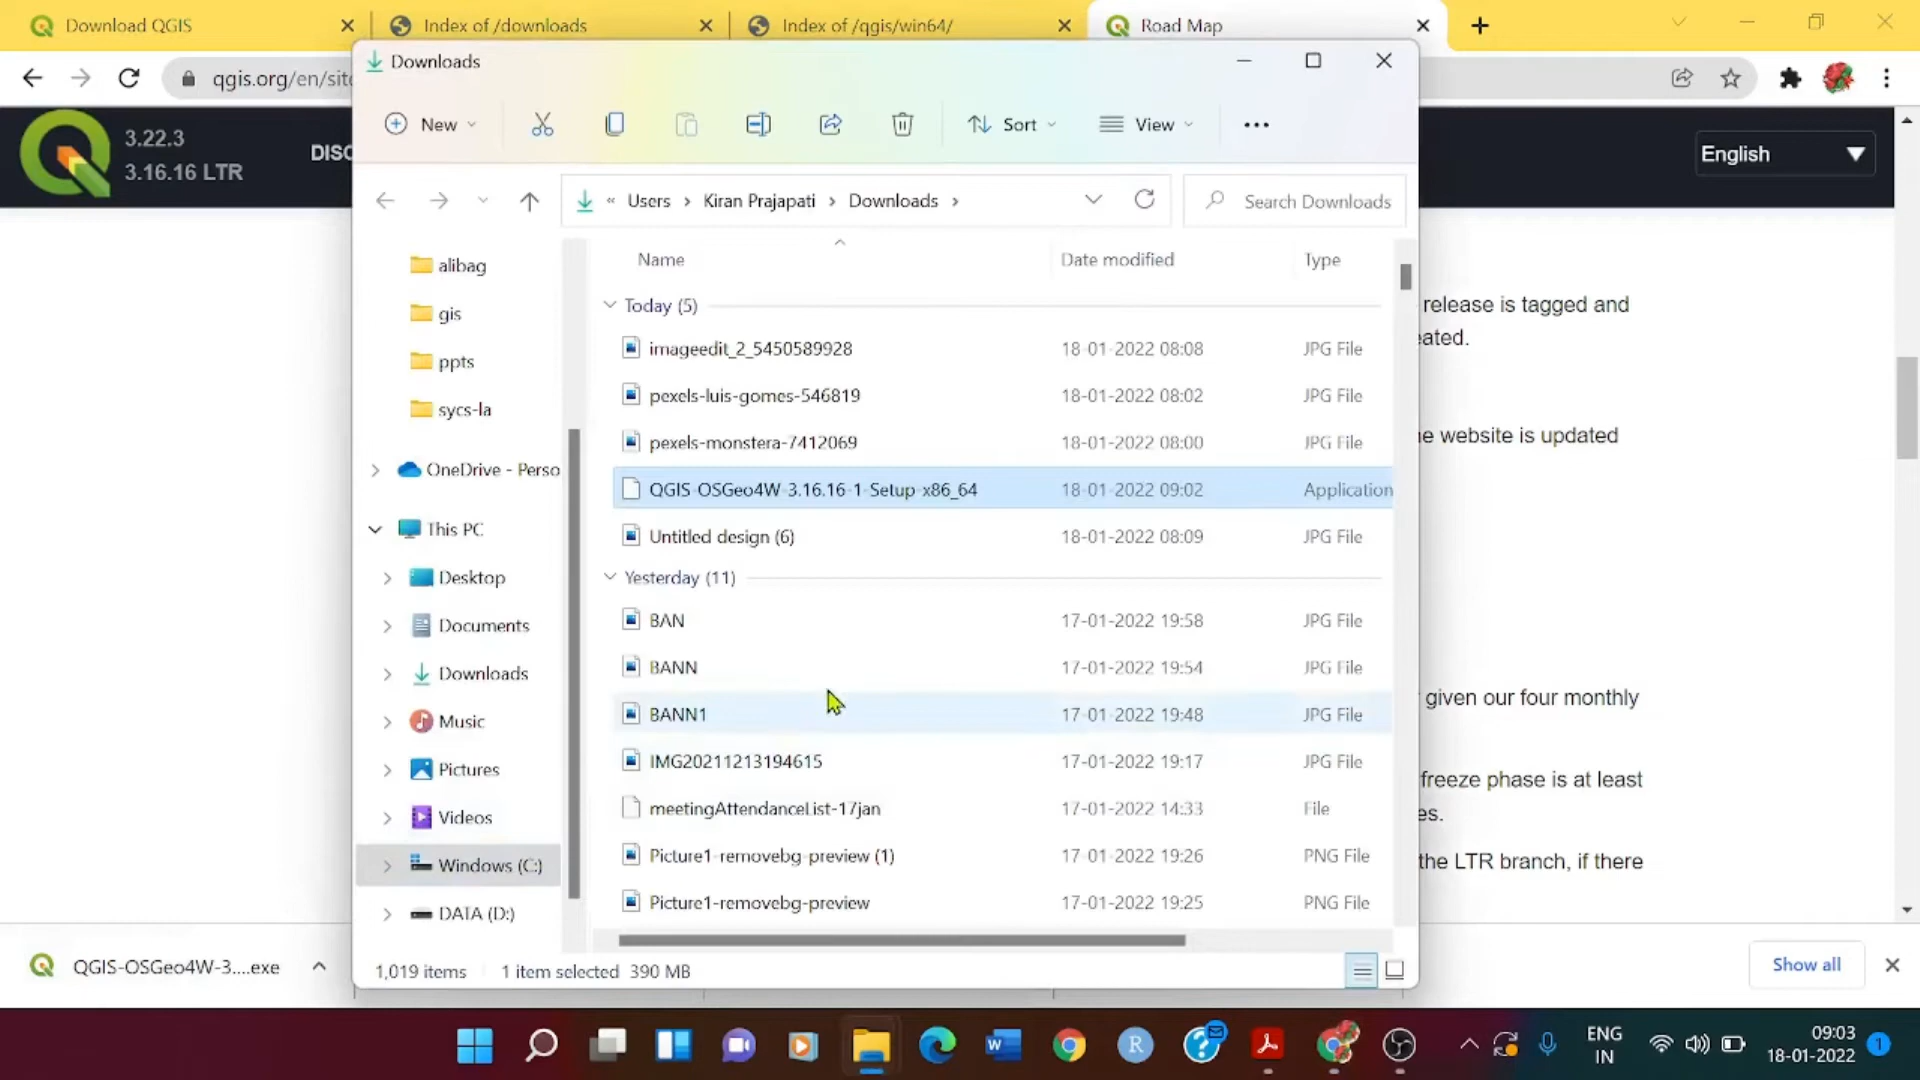 Download QGIS
Index of /downloads
Index of /qgis/win64/
Road Map
qgis.org/en/sit
3.22.3
3.16.16 LTR
DISC
English
Downloads
New
Sort
View
« Users › Kiran Prajapati › Downloads ›
Search Downloads
alibag
gis
ppts
sycs-la
OneDrive - Perso
This PC
Desktop
Documents
Downloads
Music
Pictures
Videos
Windows (C:)
DATA (D:)
Name Date modified Type
Today (5)
imageedit_2_5450589928 18-01-2022 08:08 JPG File
pexels-luis-gomes-546819 18-01-2022 08:02 JPG File
pexels-monstera-7412069 18-01-2022 08:00 JPG File
QGIS-OSGeo4W-3.16.16-1-Setup-x86_64 18-01-2022 09:02 Application
Untitled design (6) 18-01-2022 08:09 JPG File
Yesterday (11)
BAN 17-01-2022 19:58 JPG File
BANN 17-01-2022 19:54 JPG File
BANN1 17-01-2022 19:48 JPG File
IMG20211213194615 17-01-2022 19:17 JPG File
meetingAttendanceList-17jan 17-01-2022 14:33 File
Picture1-removebg-preview (1) 17-01-2022 19:26 PNG File
Picture1-removebg-preview 17-01-2022 19:25 PNG File
1,019 items 1 item selected 390 MB
release is tagged and
ated.
e website is updated
given our four monthly
freeze phase is at least
es.
the LTR branch, if there
QGIS-OSGeo4W-3....exe
Show all
ENG
IN
09:03
18-01-2022
1